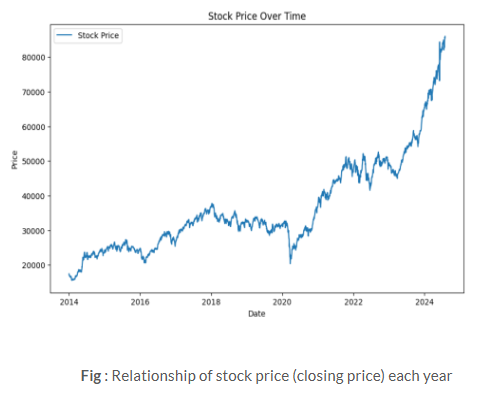 Stock Price Over Time
Stock Price
80000
70000
60000
50000
40000
30000
20000
Price
2014 2016 2018 2020 2022 2024
Date
Fig : Relationship of stock price (closing price) each year